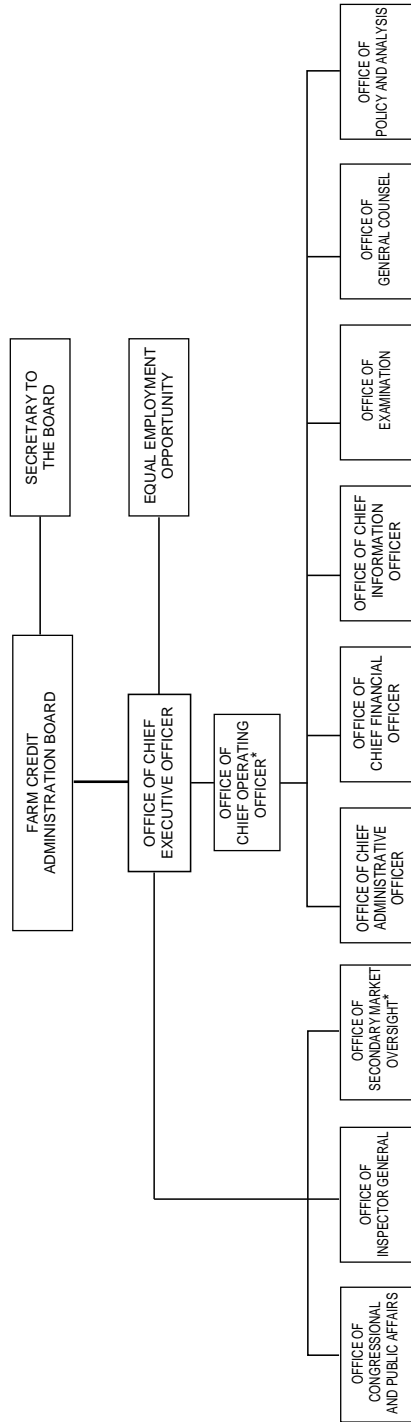 FARM CREDIT
ADMINISTRATION BOARD
SECRETARY TO
THE BOARD
OFFICE OF CHIEF
EXECUTIVE OFFICER
EQUAL EMPLOYMENT
OPPORTUNITY
OFFICE OF
CHIEF OPERATING
OFFICER*
OFFICE OF
CONGRESSIONAL
AND PUBLIC AFFAIRS
OFFICE OF
INSPECTOR GENERAL
OFFICE OF
SECONDARY MARKET
OVERSIGHT*
OFFICE OF CHIEF
ADMINISTRATIVE
OFFICER
OFFICE OF
CHIEF FINANCIAL
OFFICER
OFFICE OF CHIEF
INFORMATION
OFFICER
OFFICE OF
EXAMINATION
OFFICE OF
GENERAL COUNSEL
OFFICE OF
POLICY AND ANALYSIS